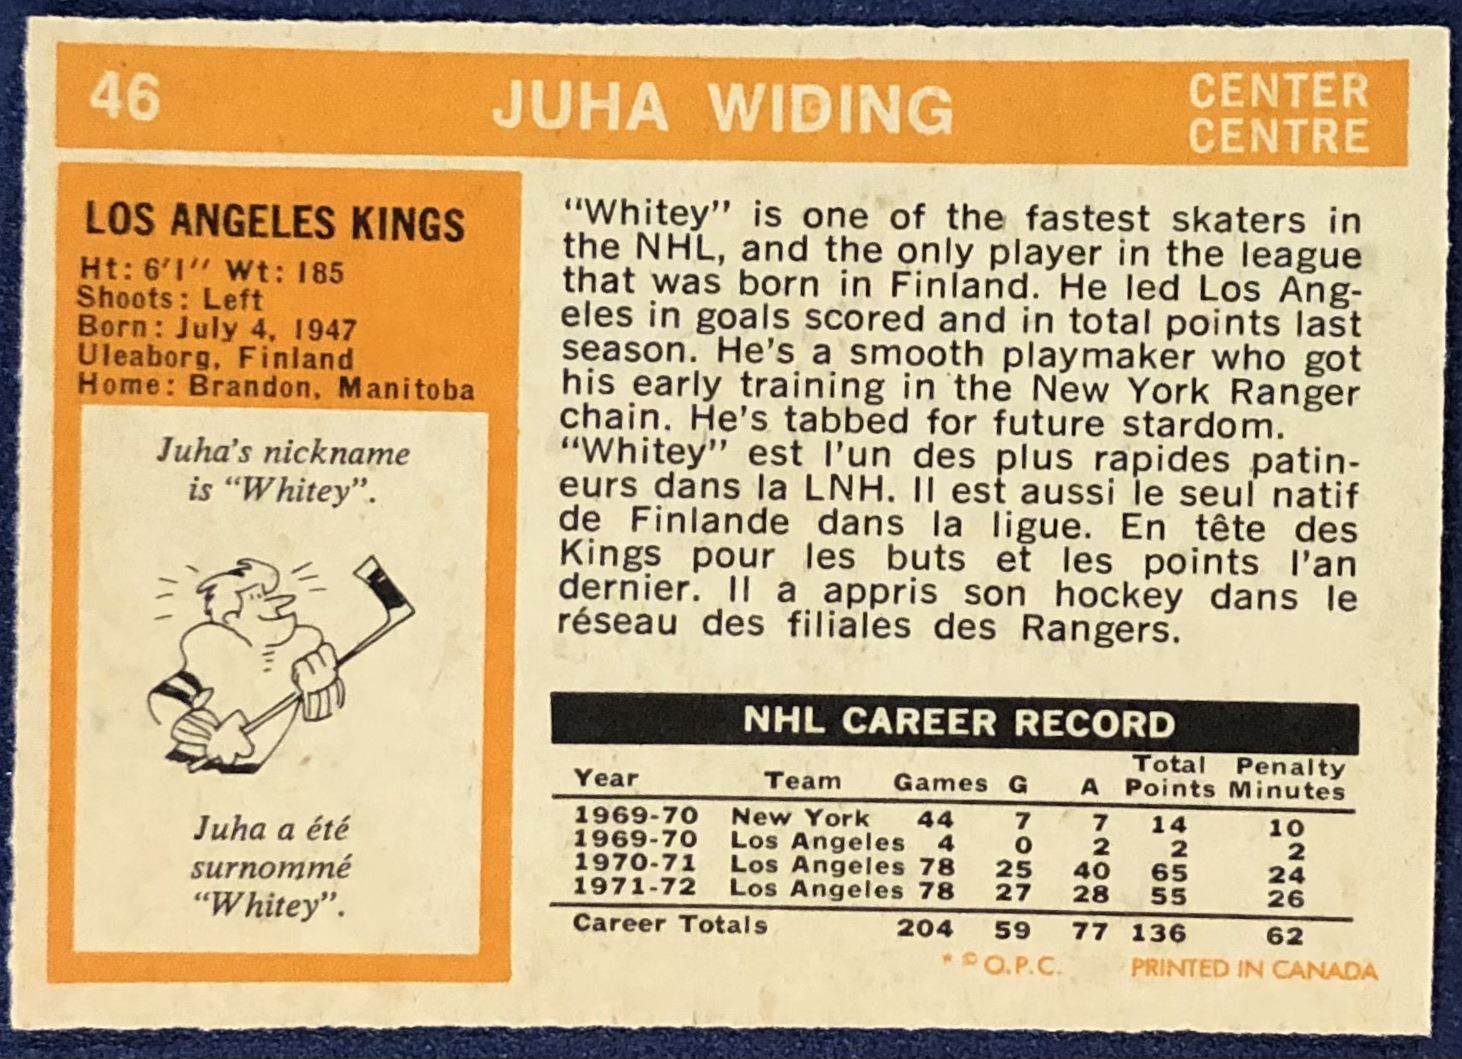 46
JUHA WIDING
CENTER
CENTRE
LOS ANGELES KINGS
Ht: 6'1" Wt: 185
Shoots: Left
Born: July 4, 1947
Uleaborg, Finland
Home: Brandon, Manitoba
Juha's nickname
is "Whitey".
Juha a été
surnommé
"Whitey".
"Whitey" is one of the fastest skaters in
the NHL, and the only player in the league
that was born in Finland. He led Los Ang-
eles in goals scored and in total points last
season. He's a smooth playmaker who got
his early training in the New York Ranger
chain. He's tabbed for future stardom.
"Whitey" est l'un des plus rapides patin-
eurs dans la LNH. Il est aussi le seul natif
de Finlande dans la ligue. En tête des
Kings pour les buts et les points l'an
dernier. Il a appris son hockey dans le
réseau des filiales des Rangers.
NHL CAREER RECORD
Year Team Games G A Total Points Penalty Minutes
1969-70 New York 44 7 7 14 10
1969-70 Los Angeles 4 0 2 2 2
1970-71 Los Angeles 78 25 40 65 24
1971-72 Los Angeles 78 27 28 55 26
Career Totals 204 59 77 136 62
* © O.P.C. PRINTED IN CANADA